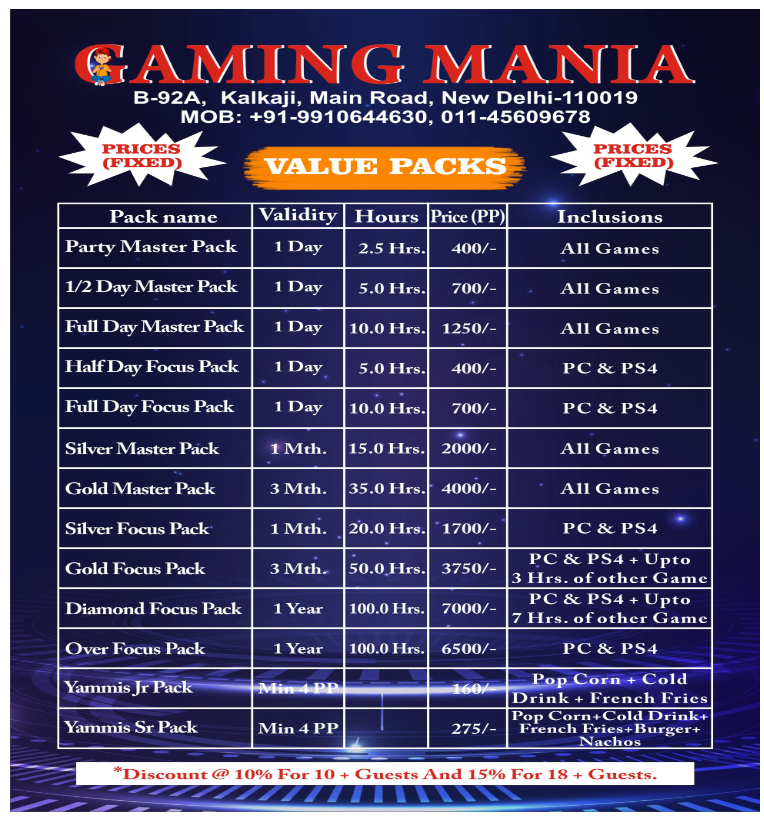 GAMING MANIA
B-92A, Kalkaji, Main Road, New Delhi-110019
MOB: +91-9910644630, 011-45609678
PRICES
(FIXED)
VALUE PACKS
PRICES
(FIXED)
Pack name Validity Hours Price (PP) Inclusions
Party Master Pack 1 Day 2.5 Hrs. 400/- All Games
1/2 Day Master Pack 1 Day 5.0 Hrs. 700/- All Games
Full Day Master Pack 1 Day 10.0 Hrs. 1250/- All Games
Half Day Focus Pack 1 Day 5.0 Hrs. 400/- PC & PS4
Full Day Focus Pack 1 Day 10.0 Hrs. 700/- PC & PS4
Silver Master Pack 1 Mth. 15.0 Hrs. 2000/- All Games
Gold Master Pack 3 Mth. 35.0 Hrs. 4000/- All Games
Silver Focus Pack 1 Mth. 20.0 Hrs. 1700/- PC & PS4
Gold Focus Pack 3 Mth. 50.0 Hrs. 3750/- PC & PS4 + Upto
3 Hrs. of other Game
Diamond Focus Pack 1 Year 100.0 Hrs. 7000/- PC & PS4 + Upto
7 Hrs. of other Game
Over Focus Pack 1 Year 100.0 Hrs. 6500/- PC & PS4
Yammis Jr Pack Min 4 PP 160/- Pop Corn + Cold
Drink + French Fries
Yammis Sr Pack Min 4 PP 275/- Pop Corn+Cold Drink+
French Fries+Burger+
Nachos
*Discount @ 10% For 10 + Guests And 15% For 18 + Guests.